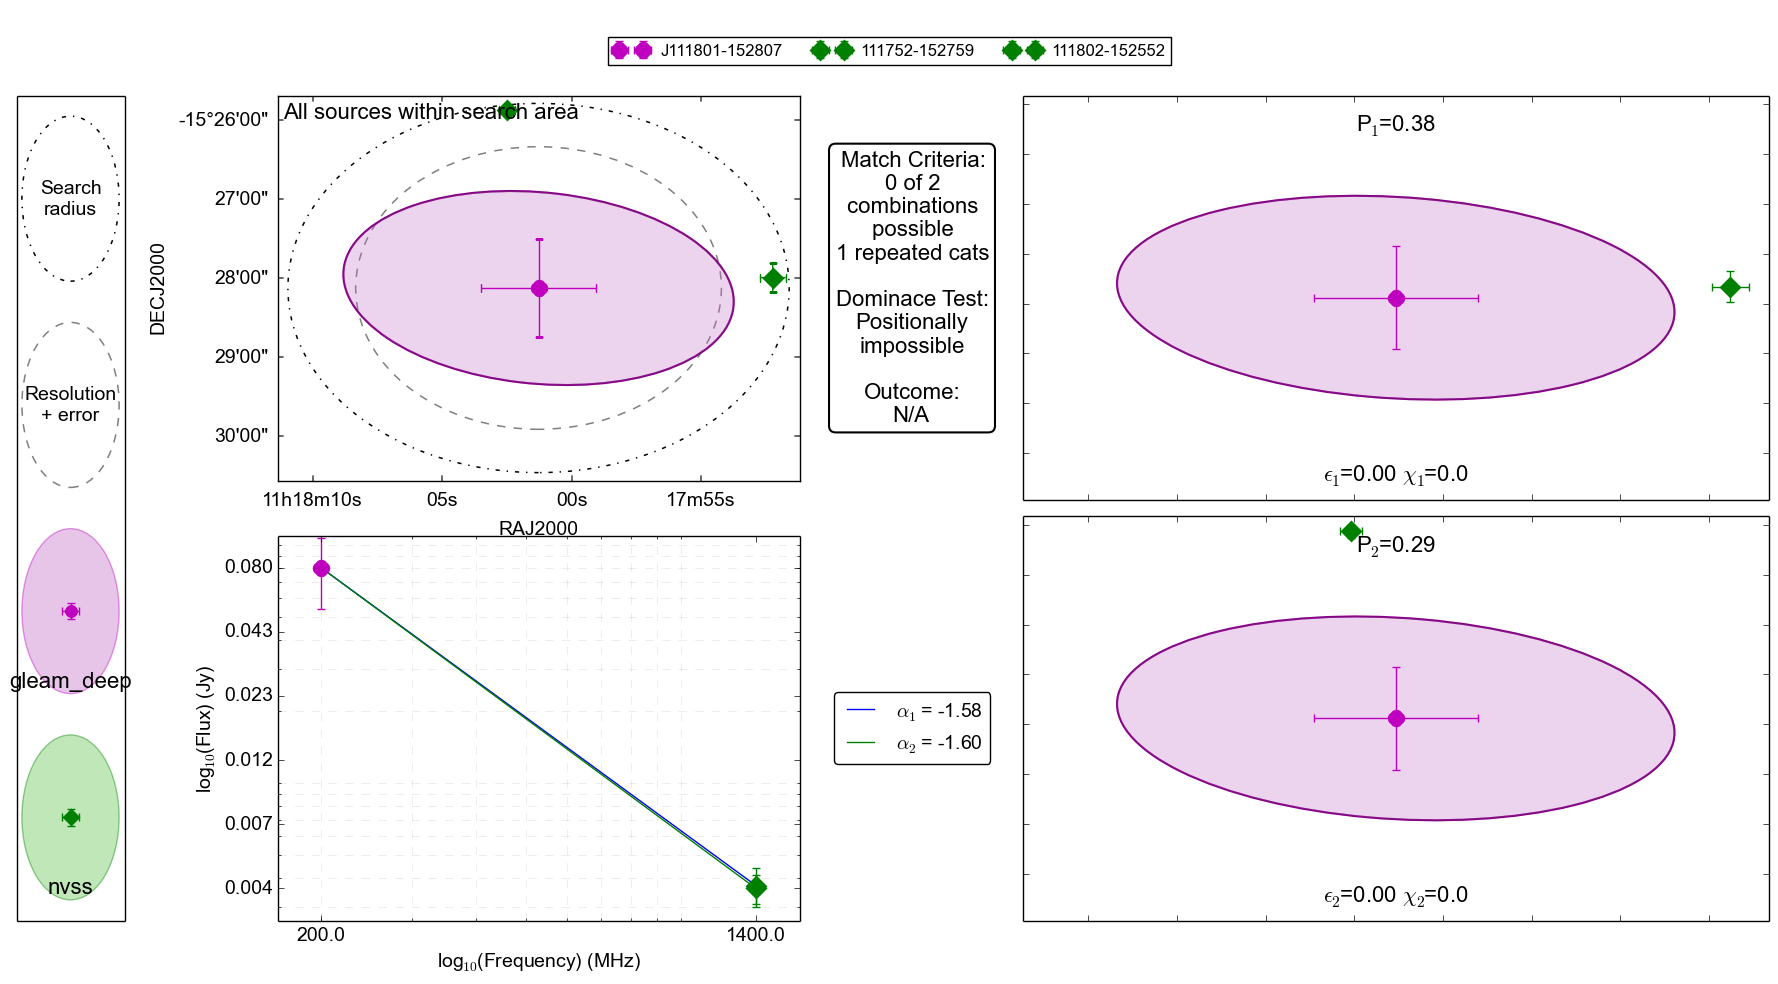 J111801-152807 111752-152759 111802-152552
Search
radius
Resolution
+ error
gleam_deep
nvss
All sources within search area
DECJ2000
-15°26'00"
27'00"
28'00"
29'00"
30'00"
11h18m10s 05s 00s 17m55s
RAJ2000
Match Criteria:
0 of 2
combinations
possible
1 repeated cats
Dominace Test:
Positionally
impossible
Outcome:
N/A
P1=0.38
ϵ1=0.00 χ1=0.0
log10(Flux) (Jy)
0.080
0.043
0.023
0.012
0.007
0.004
200.0 1400.0
log10(Frequency) (MHz)
α1 = -1.58
α2 = -1.60
P2=0.29
ϵ2=0.00 χ2=0.0